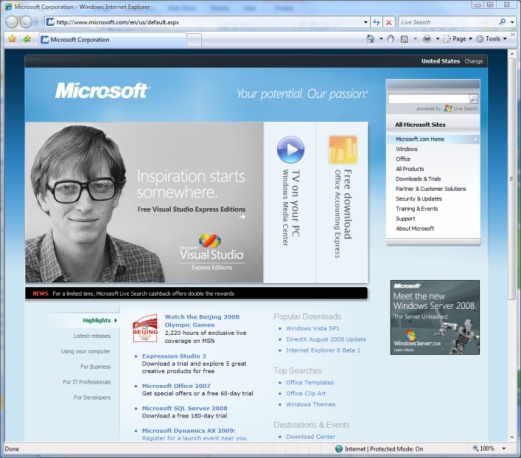 Microsoft Corporation - Windows Internet Explorer
http://www.microsoft.com/en/us/default.aspx
Live Search
Microsoft Corporation
Page
Tools
United States Change
Microsoft
Your potential. Our passion.
powered by Live Search
All Microsoft Sites
Microsoft.com Home
Windows
Office
All Products
Downloads & Trials
Partner & Customer Solutions
Security & Updates
Training & Events
Support
About Microsoft
Inspiration starts
somewhere.
Free Visual Studio Express Editions
Microsoft
Visual Studio
Express Editions
TV on your PC
Windows Media Center
Free download
Office Accounting Express
NEWS For a limited time, Microsoft Live Search cashback offers double the rewards
Microsoft
Meet the new
Windows Server 2008.
The Server Unleashed.
Windows Server 2008
Learn More
Highlights
Latest releases
Using your computer
For Business
For IT Professionals
For Developers
BEIJING
Watch the Beijing 2008
Olympic Games
2,220 hours of exclusive live
coverage on MSN
Expression Studio 2
Download a trial and explore 5 great
creative products for free
Microsoft Office 2007
Get special offers or a free 60-day trial
Microsoft SQL Server 2008
Download a free 180-day trial
Microsoft Dynamics AX 2009:
Register for a launch event near you
Popular Downloads
Windows Vista SP1
DirectX August 2008 Update
Internet Explorer 8 Beta 1
Top Searches
Office Templates
Office Clip Art
Windows Themes
Destinations & Events
Download Center
Done
Internet | Protected Mode: On
100%